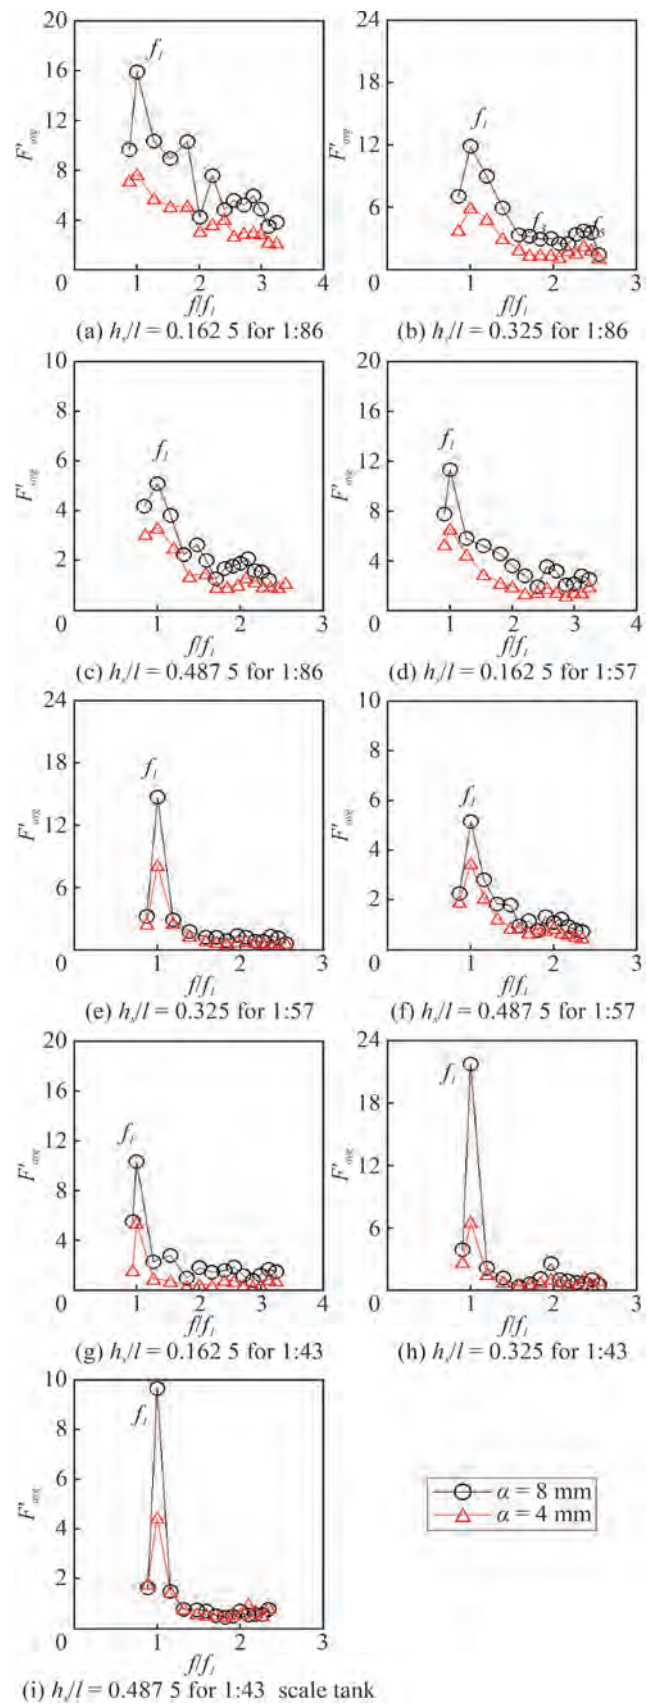 20
16
12
8
4
0
F'avg
f1
1 2 3 4
f/f1
(a) hs/l = 0.162 5 for 1:86
24
18
12
6
0
F'avg
f1
f3
f5
1 2 3
f/f1
(b) hs/l = 0.325 for 1:86
10
8
6
4
2
0
F'avg
f1
1 2 3
f/f1
(c) hs/l = 0.487 5 for 1:86
20
16
12
8
4
0
F'avg
f1
1 2 3 4
f/f1
(d) hs/l = 0.162 5 for 1:57
24
18
12
6
0
F'avg
f1
1 2 3
f/f1
(e) hs/l = 0.325 for 1:57
10
8
6
4
2
0
F'avg
f1
1 2 3
f/f1
(f) hs/l = 0.487 5 for 1:57
20
16
12
8
4
0
F'avg
f1
1 2 3 4
f/f1
(g) hs/l = 0.162 5 for 1:43
24
18
12
6
0
F'avg
f1
1 2 3
f/f1
(h) hs/l = 0.325 for 1:43
10
8
6
4
2
0
F'avg
f1
1 2 3
f/f1
(i) hs/l = 0.487 5 for 1:43 scale tank
α = 8 mm
α = 4 mm